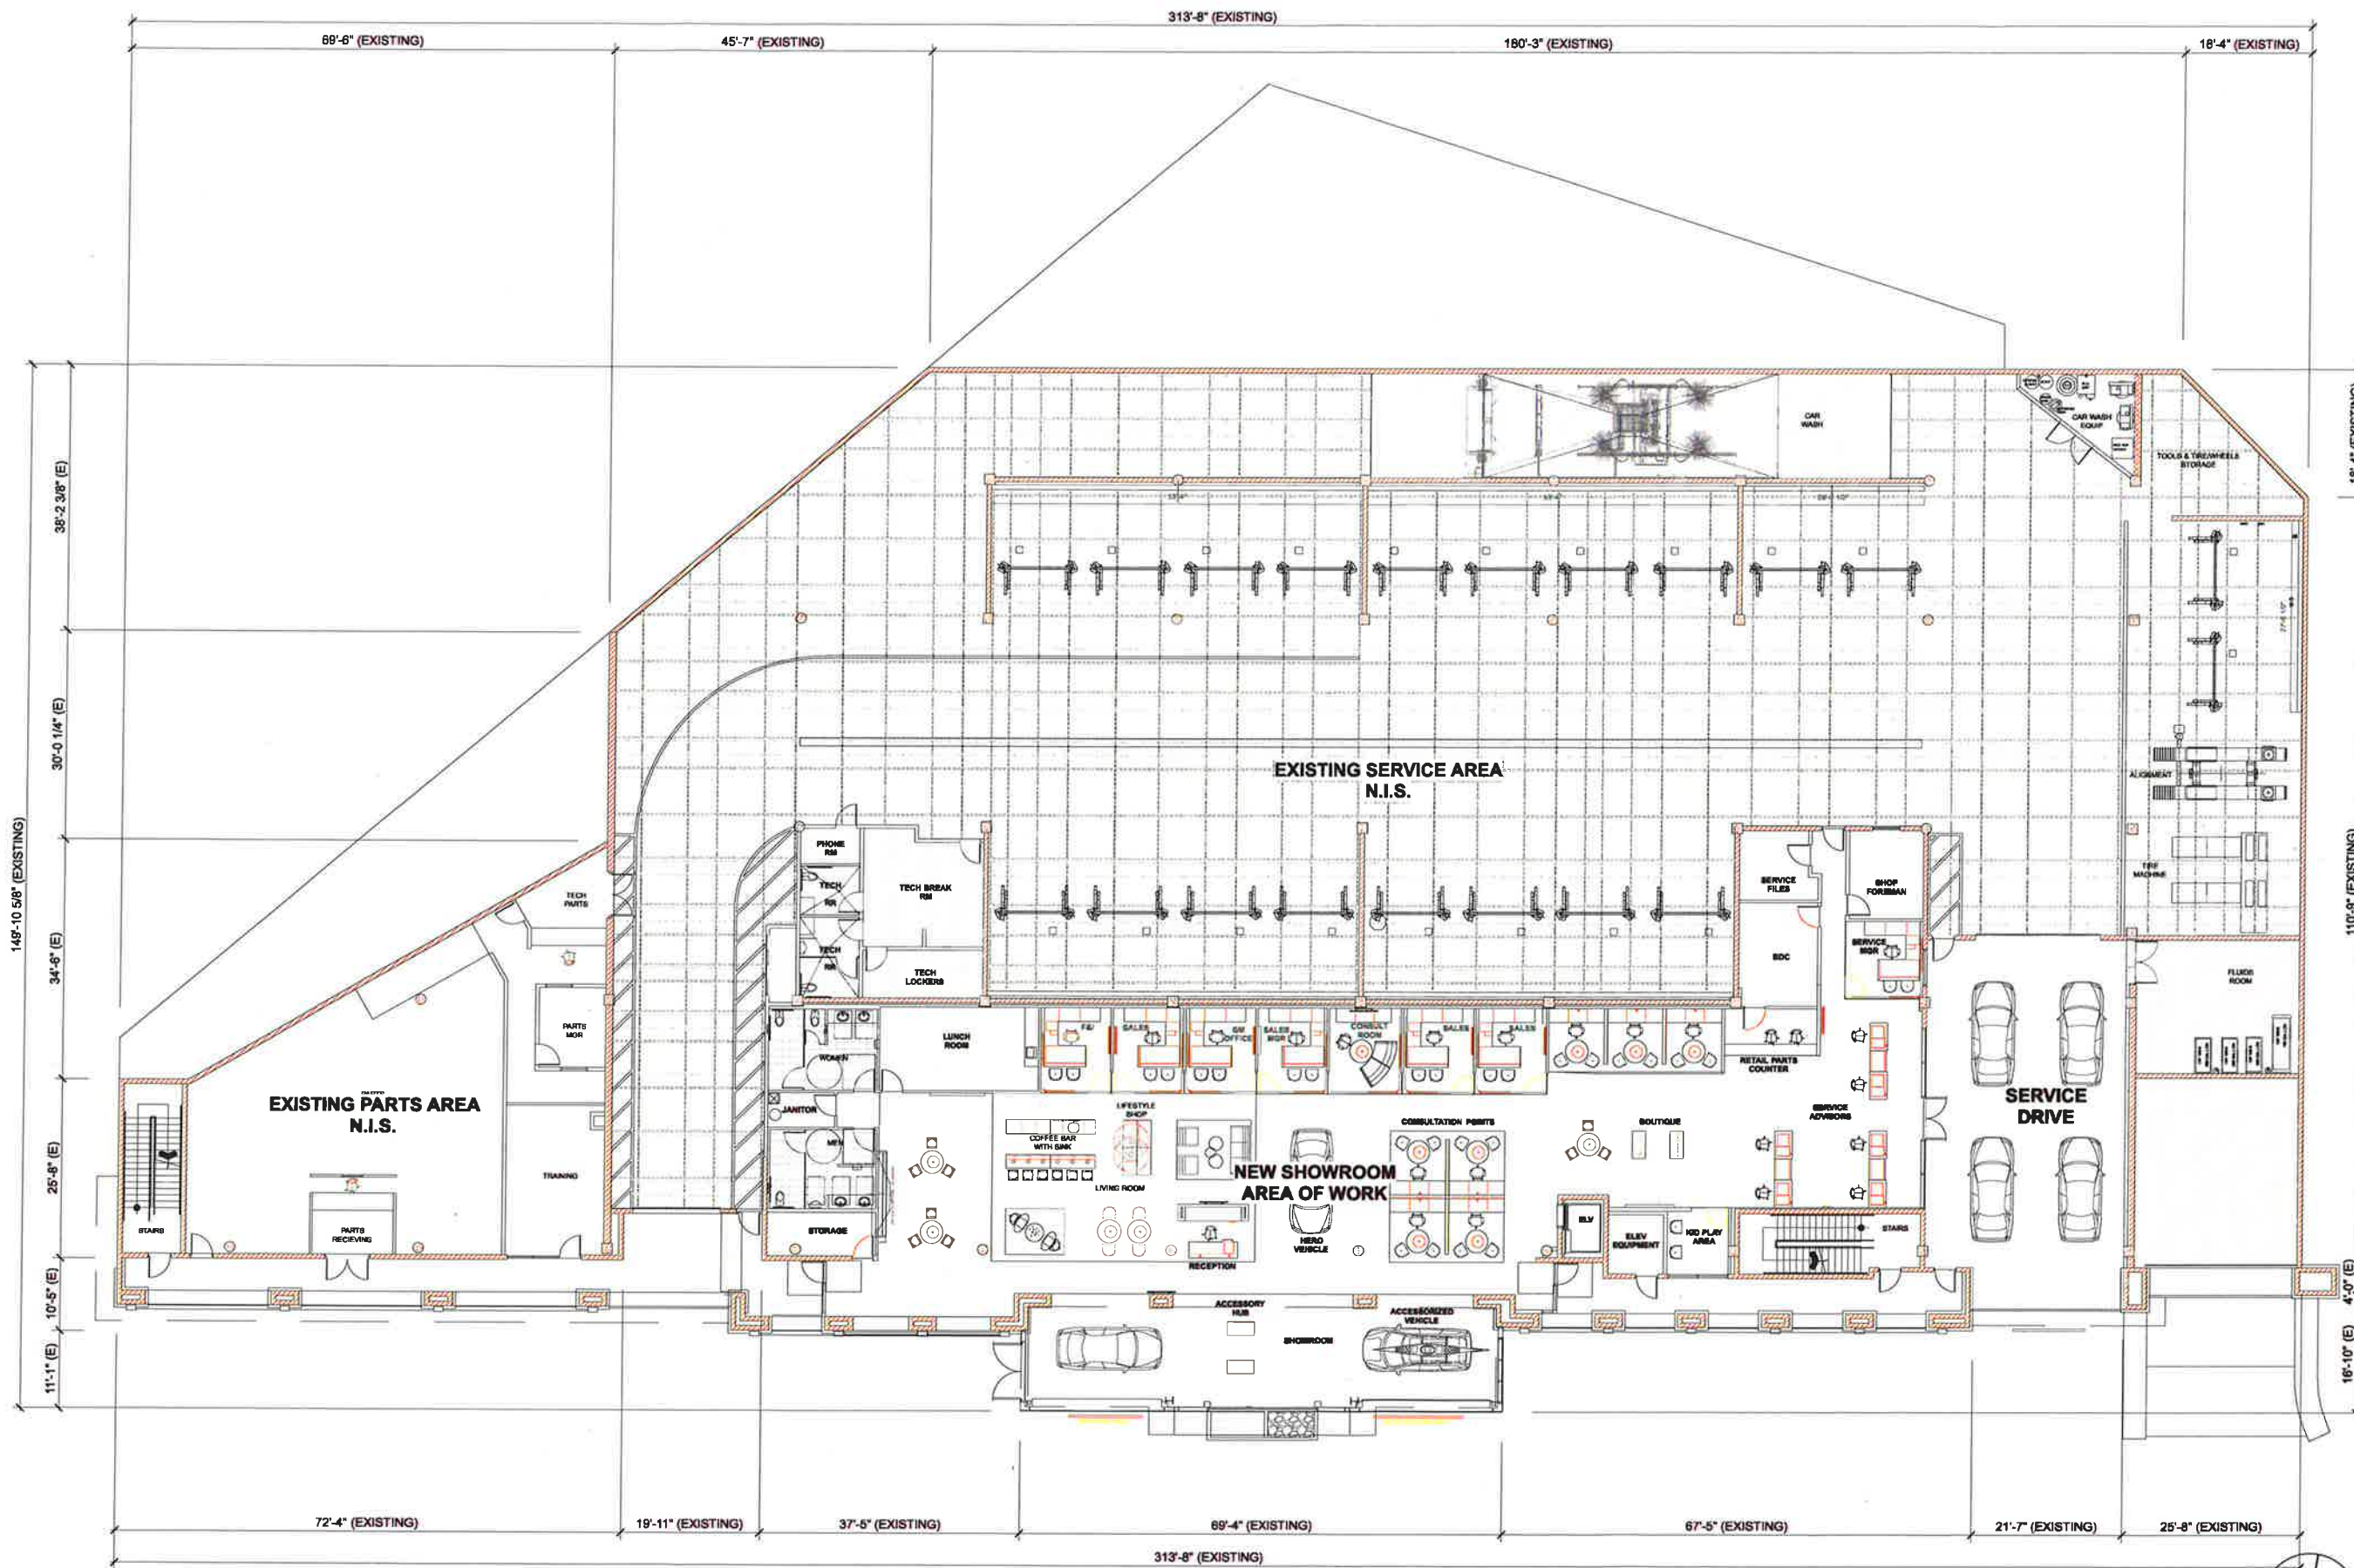 313'-8" (EXISTING)
69'-6" (EXISTING)
45'-7" (EXISTING)
180'-3" (EXISTING)
18'-4" (EXISTING)
CAR
WASH
CAR WASH
EQUIP
TOOLS & TIRE/WHEELS
STORAGE
38'-2 3/8" (E)
30'-0 1/4" (E)
149'-10 5/8" (EXISTING)
34'-6" (E)
25'-8" (E)
10'-5" (E)
11'-1" (E)
18'-4" (EXISTING)
110'-9" (EXISTING)
4'-0" (E)
16'-10" (E)
EXISTING SERVICE AREA
N.I.S.
ALIGNMENT
TIRE
MACHINE
PHONE
RM
TECH
RR
TECH BREAK
RM
TECH
RR
TECH
LOCKERS
TECH
PARTS
PARTS
MGR
SERVICE
FILES
SHOP
FOREMAN
SERVICE
MGR
BDC
FLUIDS
ROOM
LUNCH
ROOM
F&I
SALES
GM
OFFICE
SALES
MGR
CONSULT
ROOM
SALES
SALES
WOMEN
RETAIL PARTS
COUNTER
EXISTING PARTS AREA
N.I.S.
JANITOR
MEN
LIFESTYLE
SHOP
COFFEE BAR
WITH SINK
LIVING ROOM
CONSULTATION POINTS
BOUTIQUE
SERVICE
ADVISORS
SERVICE
DRIVE
NEW SHOWROOM
AREA OF WORK
TRAINING
STAIRS
PARTS
RECIEVING
STORAGE
HERO
VEHICLE
RECEPTION
ELV
ELEV
EQUIPMENT
KID PLAY
AREA
STAIRS
ACCESSORY
HUB
SHOWROOM
ACCESSORIZED
VEHICLE
72'-4" (EXISTING)
19'-11" (EXISTING)
37'-5" (EXISTING)
69'-4" (EXISTING)
67'-5" (EXISTING)
21'-7" (EXISTING)
25'-8" (EXISTING)
313'-8" (EXISTING)